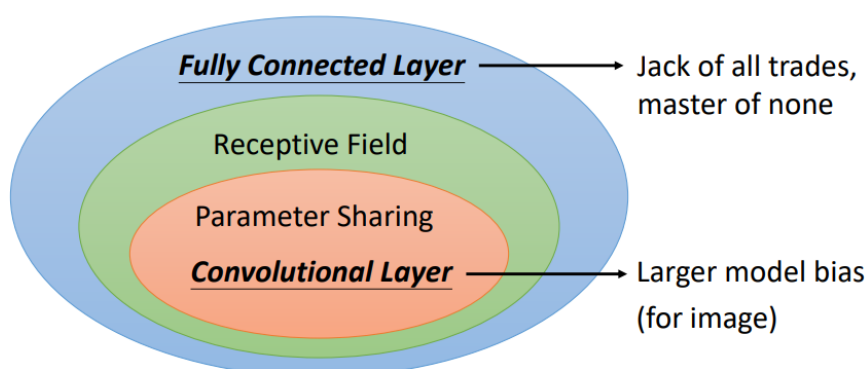 Fully Connected Layer
Jack of all trades,
master of none
Receptive Field
Parameter Sharing
Convolutional Layer
Larger model bias
(for image)